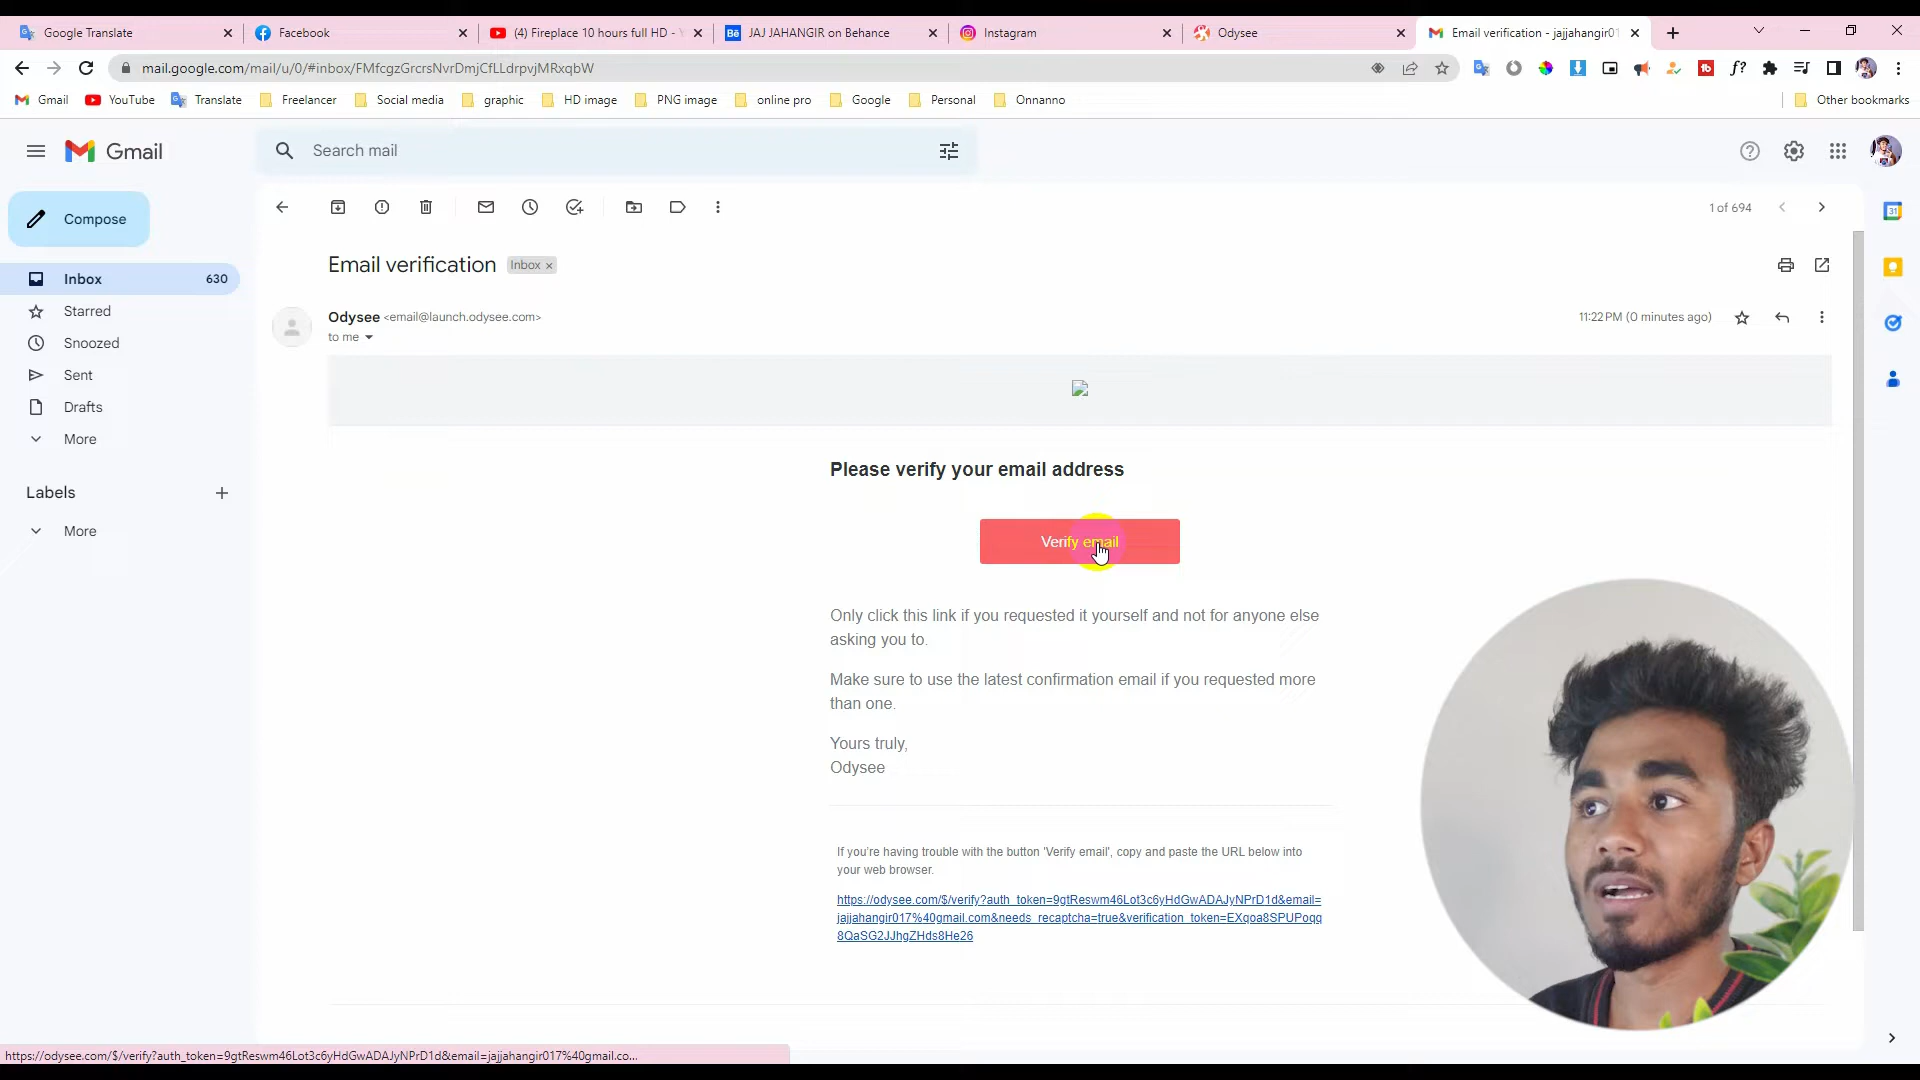 Google Translate
Facebook
(4) Fireplace 10 hours full HD -
JAJ JAHANGIR on Behance
Instagram
Odysee
Email verification - jajjahangir01
mail.google.com/mail/u/0/#inbox/FMfcgzGrcrsNvrDmjCfLLdrpvjMRxqbW
Gmail
YouTube
Translate
Freelancer
Social media
graphic
HD image
PNG image
online pro
Google
Personal
Onnanno
Other bookmarks
Gmail
Search mail
Compose
1 of 694
Inbox 630
Starred
Snoozed
Sent
Drafts
More
Labels
More
Email verification Inbox
Odysee <email@launch.odysee.com>
11:22 PM (0 minutes ago)
to me
Please verify your email address
Verify email
Only click this link if you requested it yourself and not for anyone else
asking you to.
Make sure to use the latest confirmation email if you requested more
than one.
Yours truly,
Odysee
If you're having trouble with the button 'Verify email', copy and paste the URL below into
your web browser.
https://odysee.com/$/verify?auth_token=9gtReswm46Lot3c6yHdGwADAJyNPrD1d&email=
jajjahangir017%40gmail.com&needs_recaptcha=true&verification_token=EXqoa8SPUPoqq
8QaSG2JJhgZHds8He26
https://odysee.com/$/verify?auth_token=9gtReswm46Lot3c6yHdGwADAJyNPrD1d&email=jajjahangir017%40gmail.co...